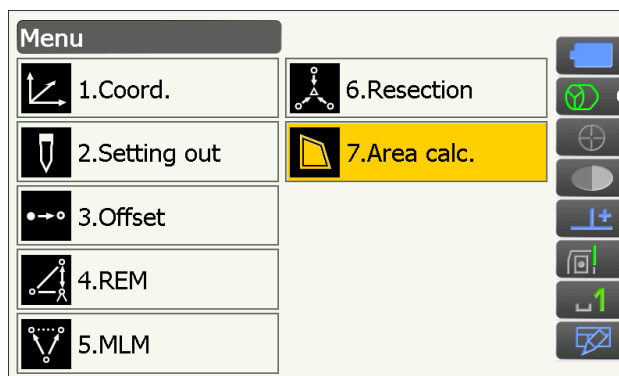 Menu
1.Coord.
2.Setting out
3.Offset
4.REM
5.MLM
6.Resection
7.Area calc.
1